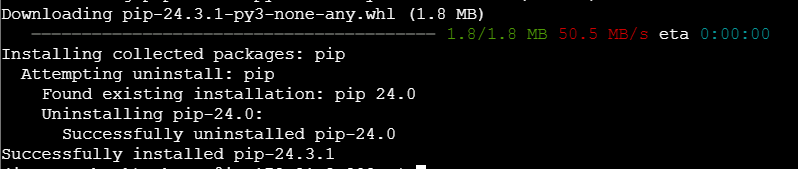 Downloading pip-24.3.1-py3-none-any.whl (1.8 MB)
---------------------------------------- 1.8/1.8 MB 50.5 MB/s eta 0:00:00
Installing collected packages: pip
Attempting uninstall: pip
Found existing installation: pip 24.0
Uninstalling pip-24.0:
Successfully uninstalled pip-24.0
Successfully installed pip-24.3.1